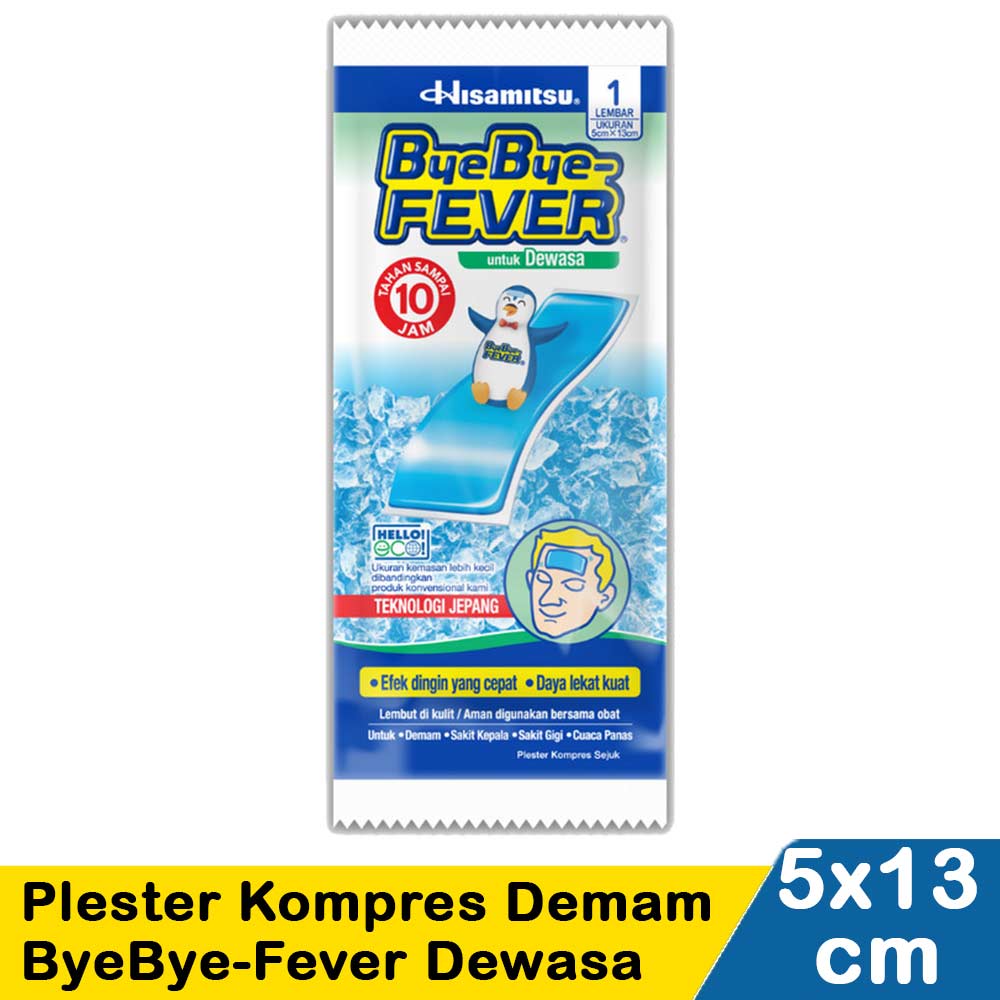 Hisamitsu®
1
LEMBAR
UKURAN
5cm×13cm
ByeBye-
FEVER®
untuk Dewasa
TAHAN SAMPAI
10
JAM
ByeBye-
FEVER®
HELLO!
eco!
Ukuran kemasan lebih kecil
dibandingkan
produk konvensional kami
TEKNOLOGI JEPANG
•Efek dingin yang cepat •Daya lekat kuat
Lembut di kulit / Aman digunakan bersama obat
Untuk •Demam •Sakit Kepala •Sakit Gigi •Cuaca Panas
Plester Kompres Sejuk
Plester Kompres Demam
ByeBye-Fever Dewasa
5x13
cm